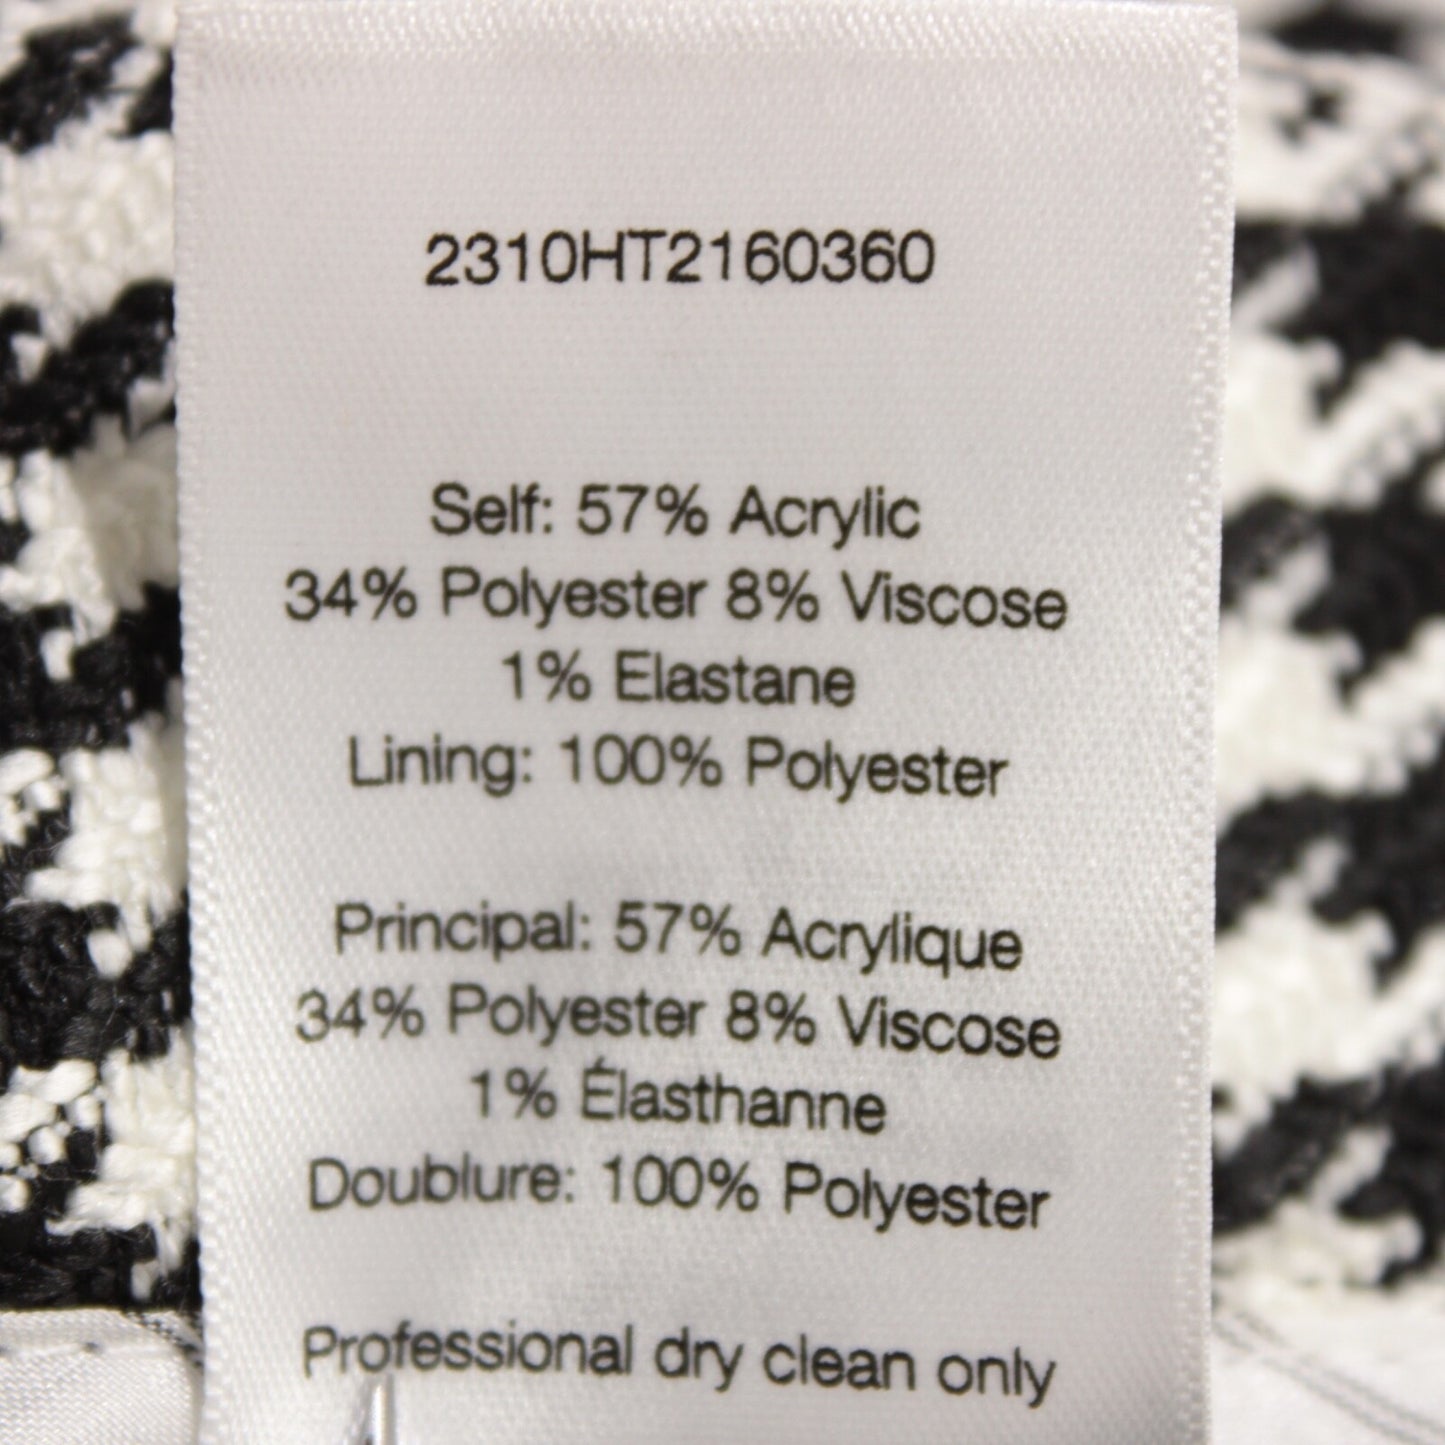 2310HT2160360
Self: 57% Acrylic
34% Polyester 8% Viscose
1% Elastane
Lining: 100% Polyester
Principal: 57% Acrylique
34% Polyester 8% Viscose
1% Élasthanne
Doublure: 100% Polyester
Professional dry clean only